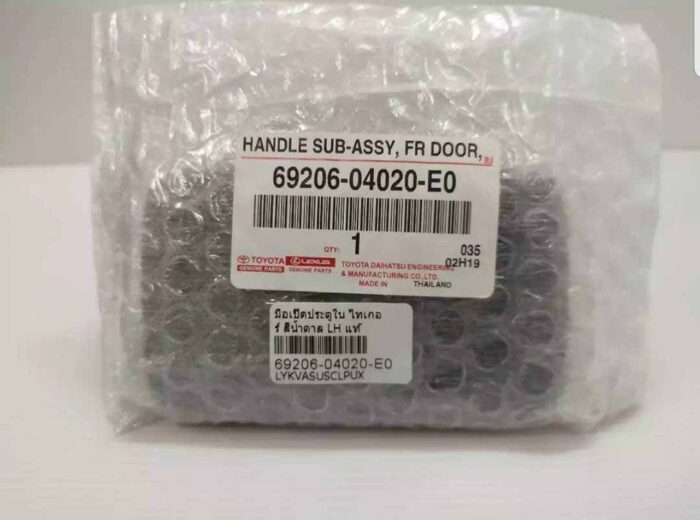 HANDLE SUB-ASSY, FR DOOR,
69206-04020-E0
QTY: 1
035
02H19
TOYOTA LEXUS
GENUINE PARTS GENUINE PARTS
TOYOTA DAIHATSU ENGINEERING
& MANUFACTURING CO.,LTD.
MADE IN THAILAND
มือเปิดประตูใน ไทเกอ
ร์ สีน้ำตาล LH แท้
69206-04020-E0
LYKVASUSCLPUX